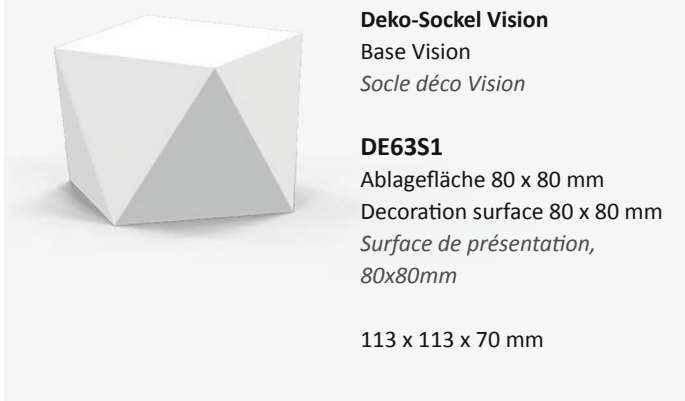 Deko-Sockel Vision
Base Vision
Socle déco Vision
DE63S1
Ablagefläche 80 x 80 mm
Decoration surface 80 x 80 mm
Surface de présentation,
80x80mm
113 x 113 x 70 mm